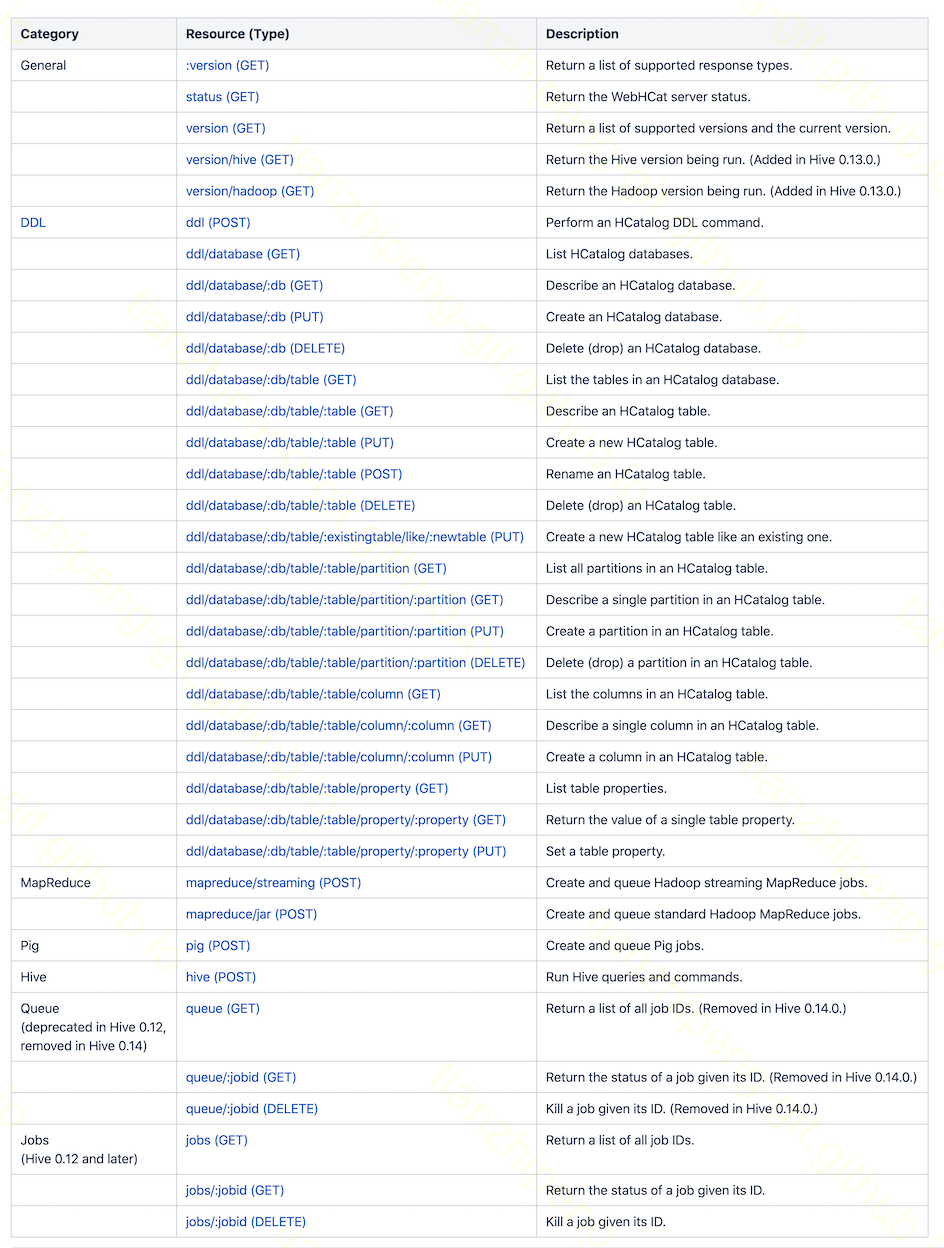 Category Resource (Type) Description
General :version (GET) Return a list of supported response types.
status (GET) Return the WebHCat server status.
version (GET) Return a list of supported versions and the current version.
version/hive (GET) Return the Hive version being run. (Added in Hive 0.13.0.)
version/hadoop (GET) Return the Hadoop version being run. (Added in Hive 0.13.0.)
DDL ddl (POST) Perform an HCatalog DDL command.
ddl/database (GET) List HCatalog databases.
ddl/database/:db (GET) Describe an HCatalog database.
ddl/database/:db (PUT) Create an HCatalog database.
ddl/database/:db (DELETE) Delete (drop) an HCatalog database.
ddl/database/:db/table (GET) List the tables in an HCatalog database.
ddl/database/:db/table/:table (GET) Describe an HCatalog table.
ddl/database/:db/table/:table (PUT) Create a new HCatalog table.
ddl/database/:db/table/:table (POST) Rename an HCatalog table.
ddl/database/:db/table/:table (DELETE) Delete (drop) an HCatalog table.
ddl/database/:db/table/:existingtable/like/:newtable (PUT) Create a new HCatalog table like an existing one.
ddl/database/:db/table/:table/partition (GET) List all partitions in an HCatalog table.
ddl/database/:db/table/:table/partition/:partition (GET) Describe a single partition in an HCatalog table.
ddl/database/:db/table/:table/partition/:partition (PUT) Create a partition in an HCatalog table.
ddl/database/:db/table/:table/partition/:partition (DELETE) Delete (drop) a partition in an HCatalog table.
ddl/database/:db/table/:table/column (GET) List the columns in an HCatalog table.
ddl/database/:db/table/:table/column/:column (GET) Describe a single column in an HCatalog table.
ddl/database/:db/table/:table/column/:column (PUT) Create a column in an HCatalog table.
ddl/database/:db/table/:table/property (GET) List table properties.
ddl/database/:db/table/:table/property/:property (GET) Return the value of a single table property.
ddl/database/:db/table/:table/property/:property (PUT) Set a table property.
MapReduce mapreduce/streaming (POST) Create and queue Hadoop streaming MapReduce jobs.
mapreduce/jar (POST) Create and queue standard Hadoop MapReduce jobs.
Pig pig (POST) Create and queue Pig jobs.
Hive hive (POST) Run Hive queries and commands.
Queue queue (GET) Return a list of all job IDs. (Removed in Hive 0.14.0.)
(deprecated in Hive 0.12,
removed in Hive 0.14)
queue/:jobid (GET) Return the status of a job given its ID. (Removed in Hive 0.14.0.)
queue/:jobid (DELETE) Kill a job given its ID. (Removed in Hive 0.14.0.)
Jobs jobs (GET) Return a list of all job IDs.
(Hive 0.12 and later)
jobs/:jobid (GET) Return the status of a job given its ID.
jobs/:jobid (DELETE) Kill a job given its ID.